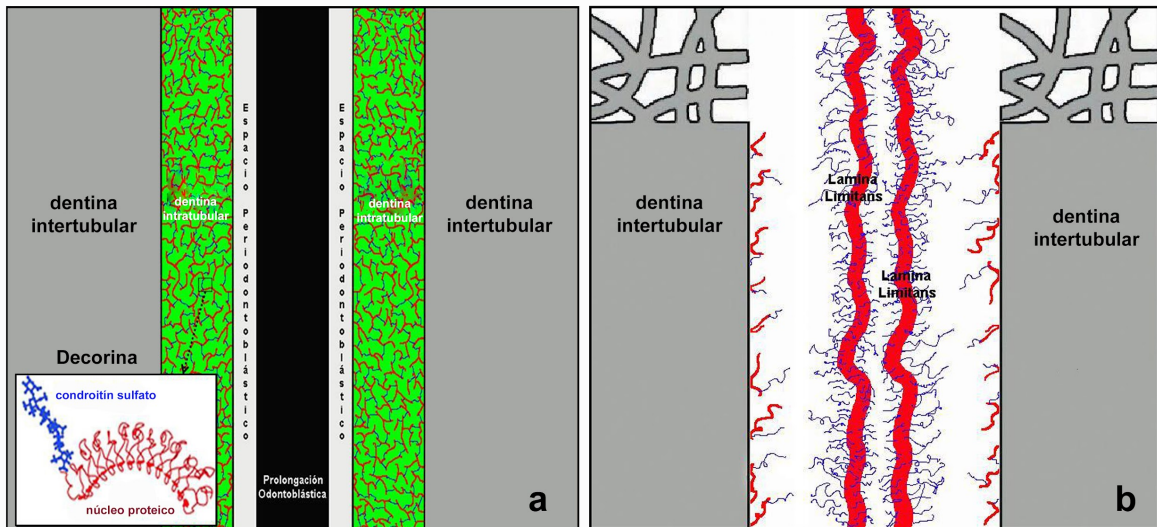 dentina
intertubular
dentina
intratubular
Espacio Periodontoblástico
Espacio Periodontoblástico
dentina
intratubular
dentina
intertubular
Decorina
condroitín sulfato
núcleo proteico
Prolongación
Odontoblástica
a
dentina
intertubular
Lamina
Limitans
Lamina
Limitans
dentina
intertubular
b